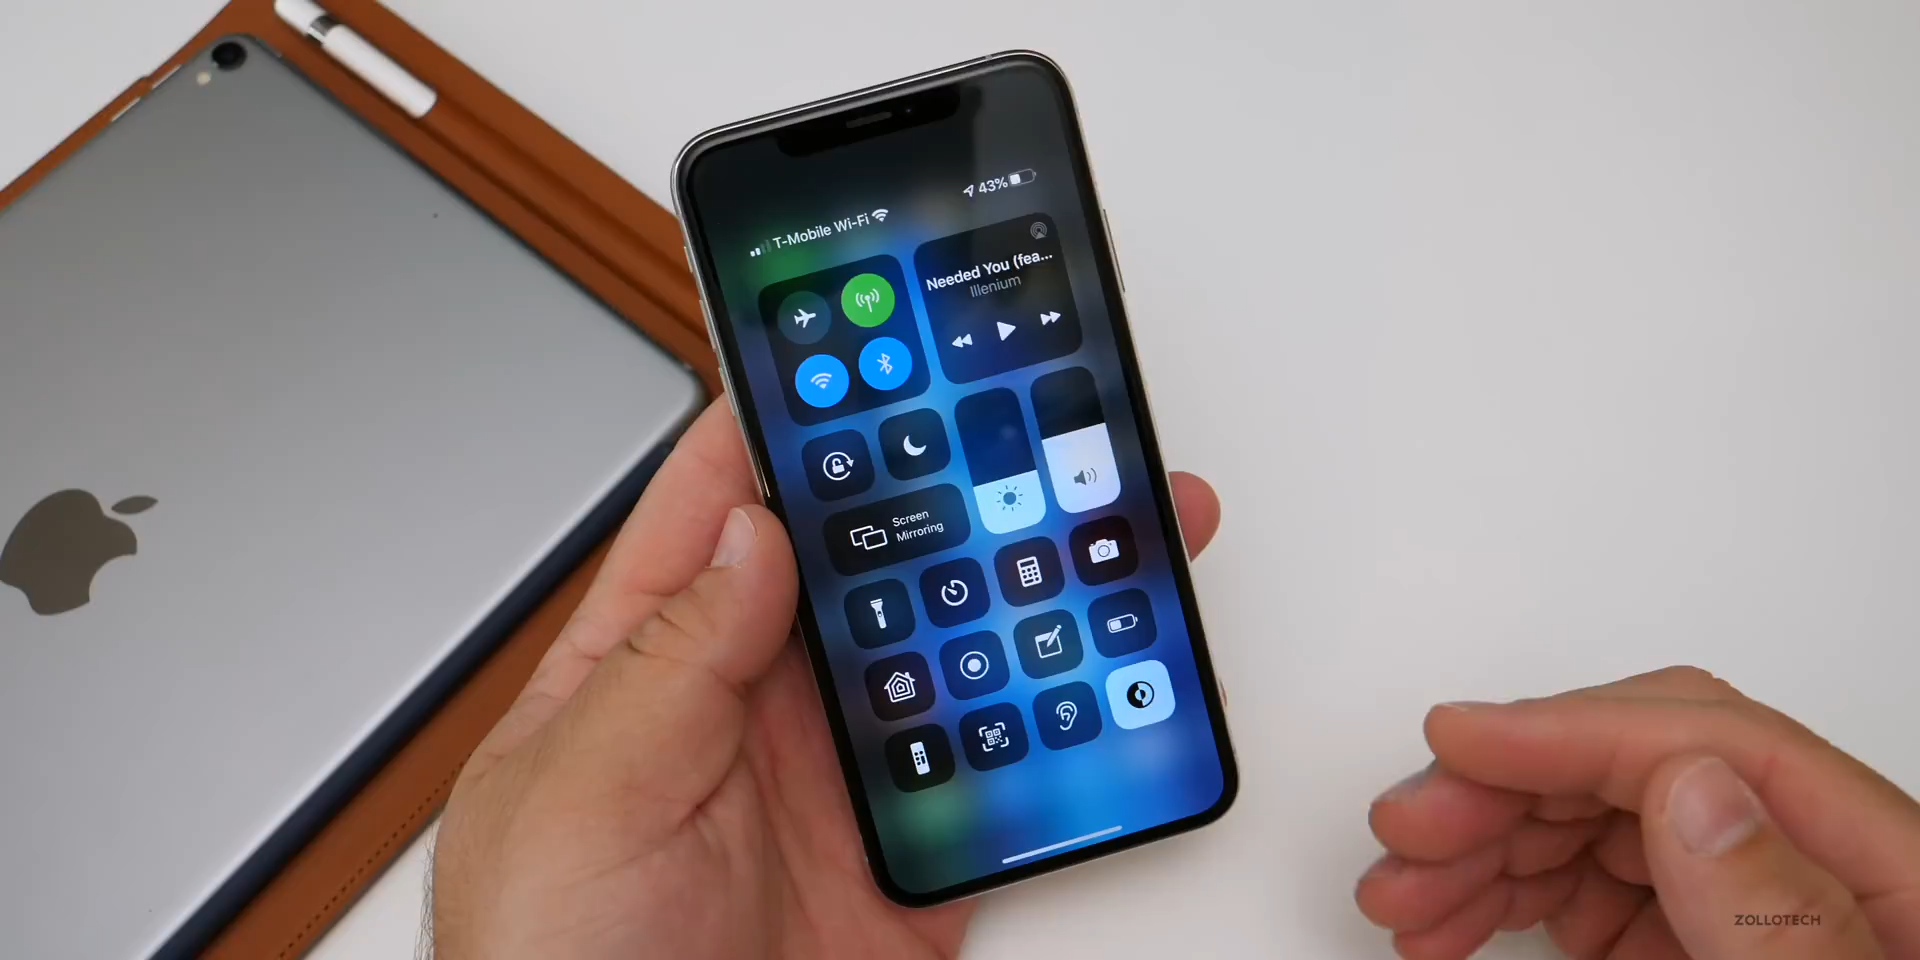 43%
T-Mobile Wi-Fi
Needed You (fea...
Illenium
Screen
Mirroring
ZOLLOTECH